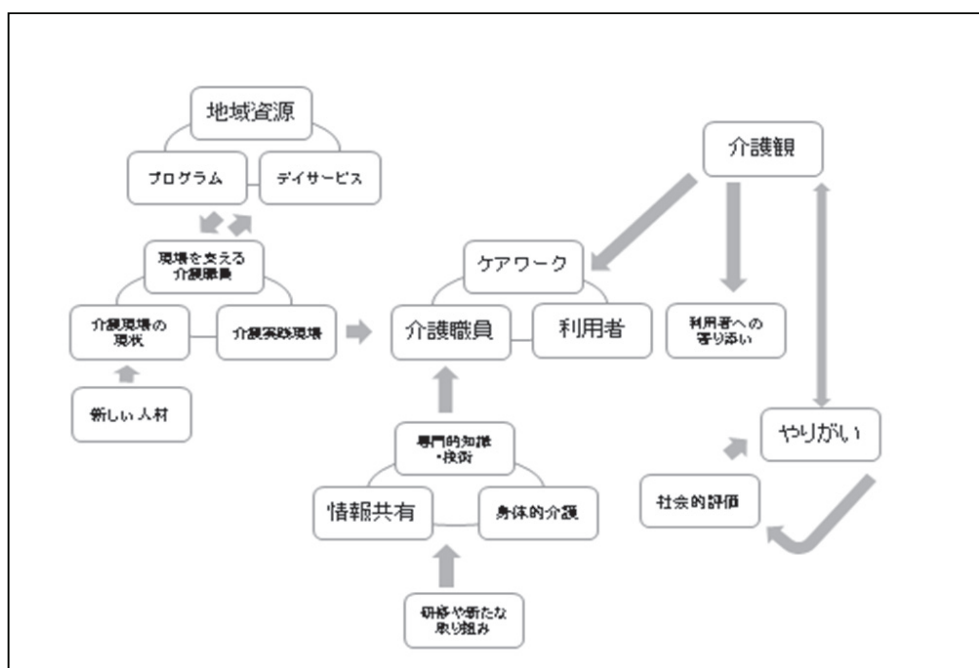 地域資源
プログラム
デイサービス
現場を支える
介護職員
介護現場の
現状
介護実践現場
新しい人材
介護観
ケアワーク
介護職員
利用者
利用者への
寄り添い
専門的知識
・技術
情報共有
身体的介護
研修や新たな
取り組み
やりがい
社会的評価